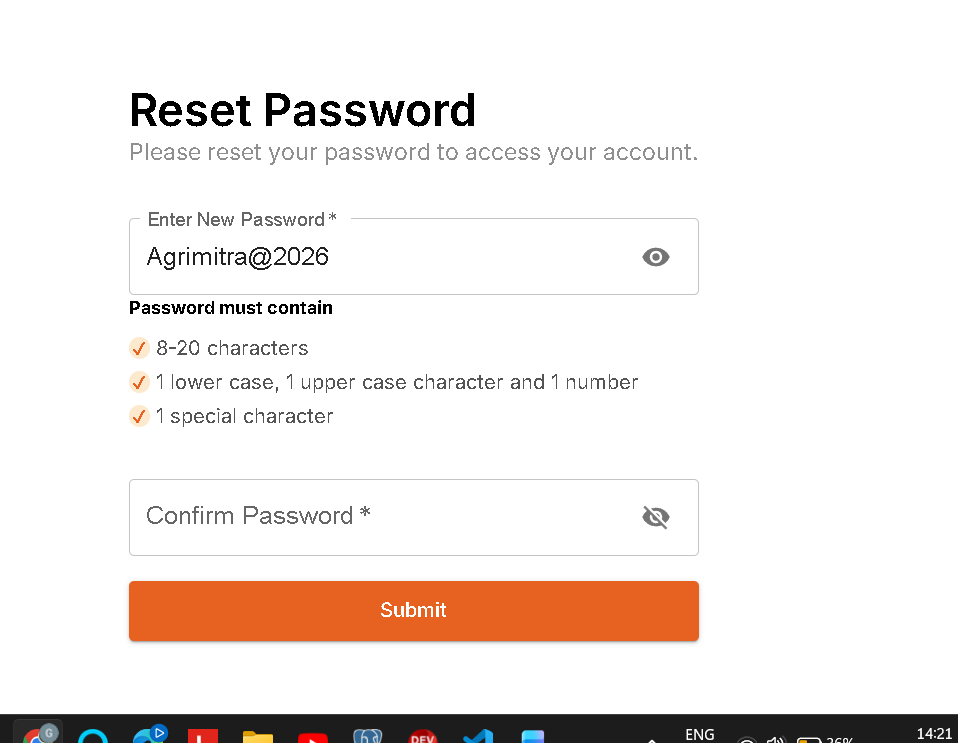 Reset Password
Please reset your password to access your account.
Enter New Password *
Agrimitra@2026
Password must contain
8-20 characters
1 lower case, 1 upper case character and 1 number
1 special character
Confirm Password *
Submit
G
DEV
ENG
26%
14:21